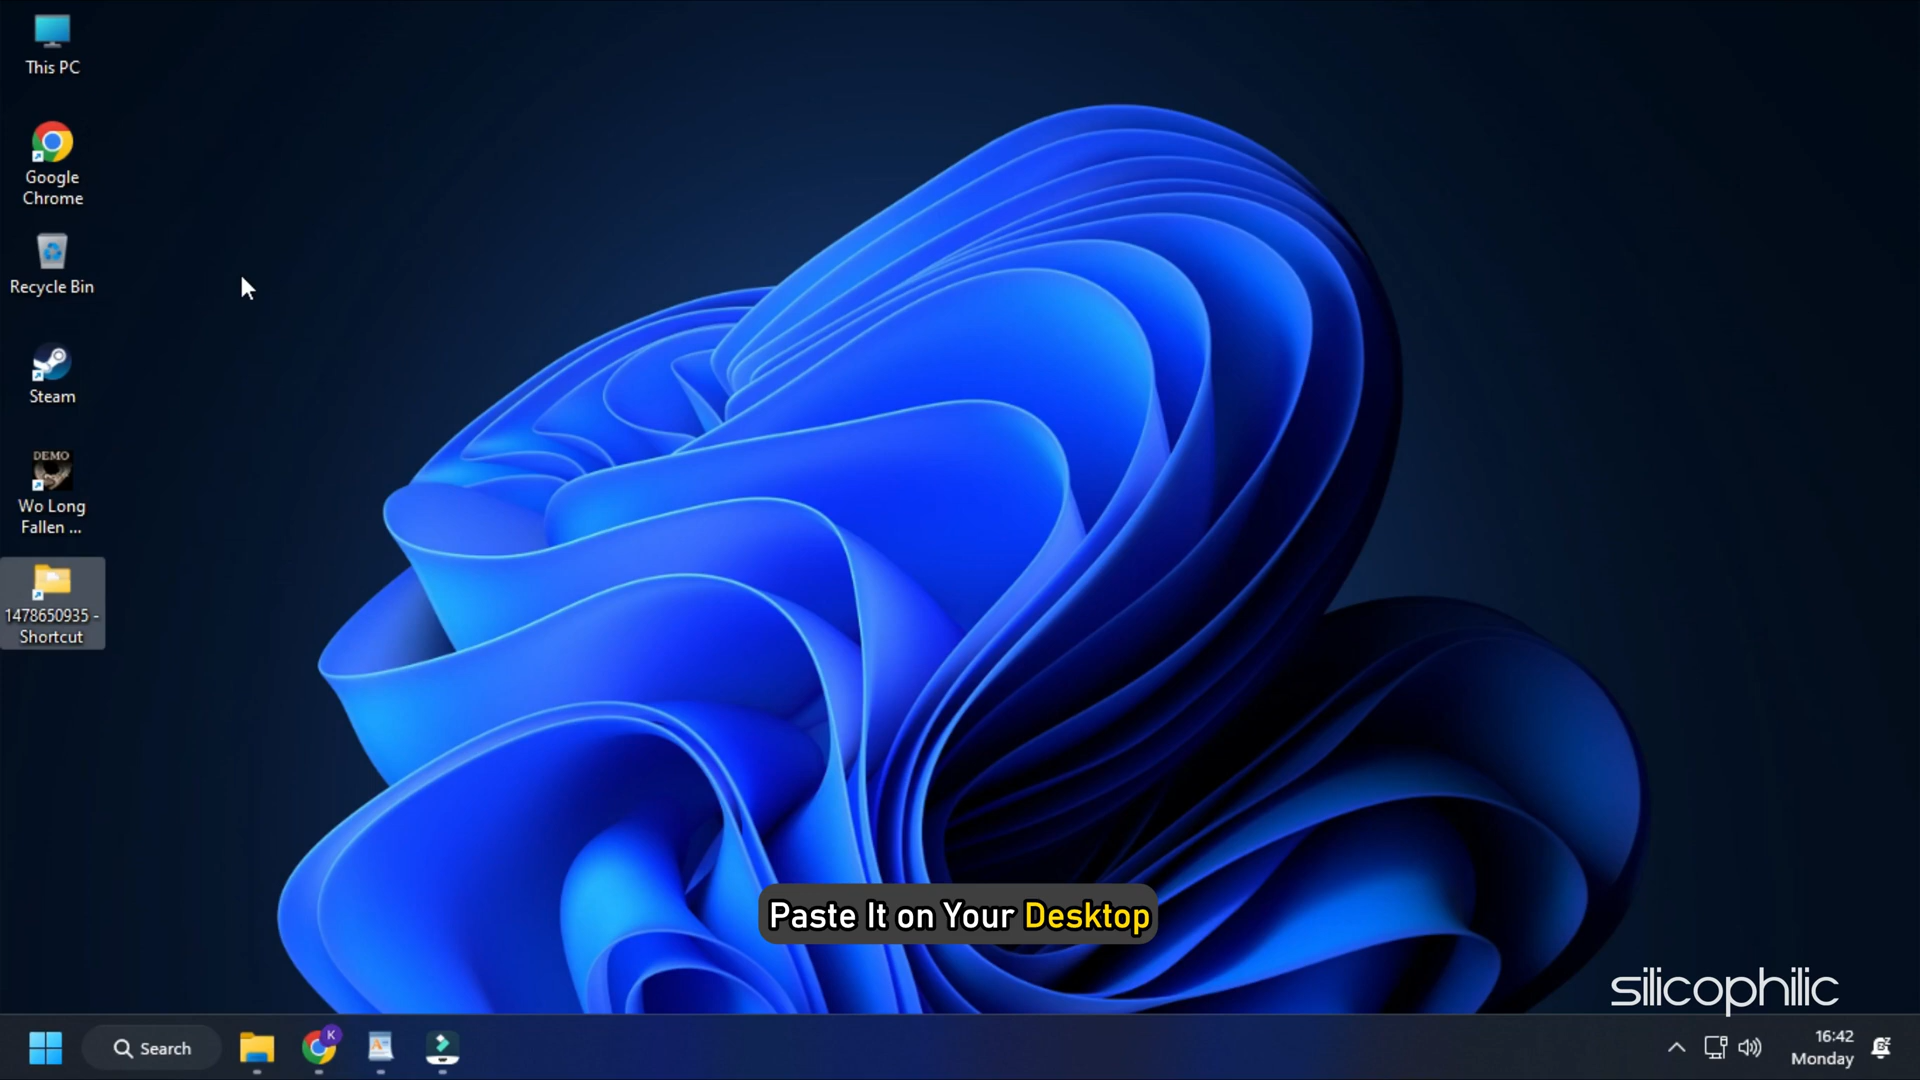 This PC
Google
Chrome
Recycle Bin
Steam
DEMO
Wo Long
Fallen ...
1478650935 -
Shortcut
Paste It on Your Desktop
silicophilic
Search
K
16:42
Monday